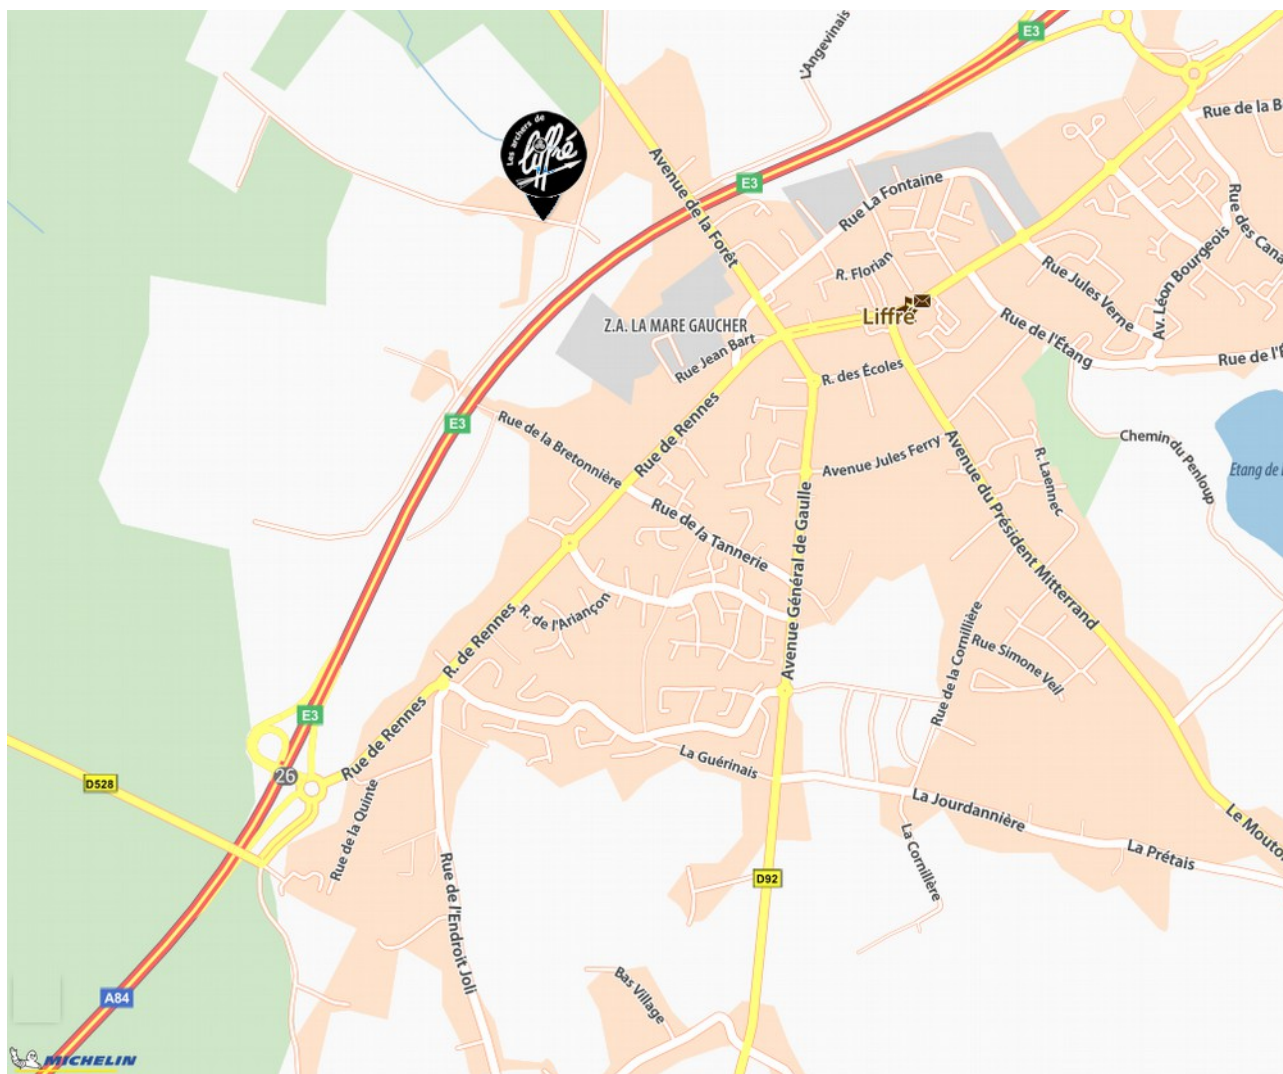 E3
L'Angevinais
Rue de la B
Les archers de
Liffré
Avenue de la Forêt
E3
Rue La Fontaine
Rue des Cana
R. Florian
Rue Jules Verne
Av. Léon Bourgeois
Liffré
Z.A. LA MARE GAUCHER
Rue de l'Étang
Rue Jean Bart
R. des Écoles
Rue de l'É
E3
Rue de la Bretonnière
Rue de Rennes
Avenue Jules Ferry
Avenue du Président Mitterrand
R. Laennec
Chemin du Penloup
Etang de
Rue de la Tannerie
Avenue Général de Gaulle
R. de l'Ariançon
R. de Rennes
Rue de la Cornillière
Rue Simone Veil
E3
Rue de Rennes
La Guérinais
26
D528
La Jourdannière
Le Mouto
Rue de la Quinte
La Cornillère
La Prétais
Rue de l'Endroit Joli
D92
Bas Village
A84
MICHELIN